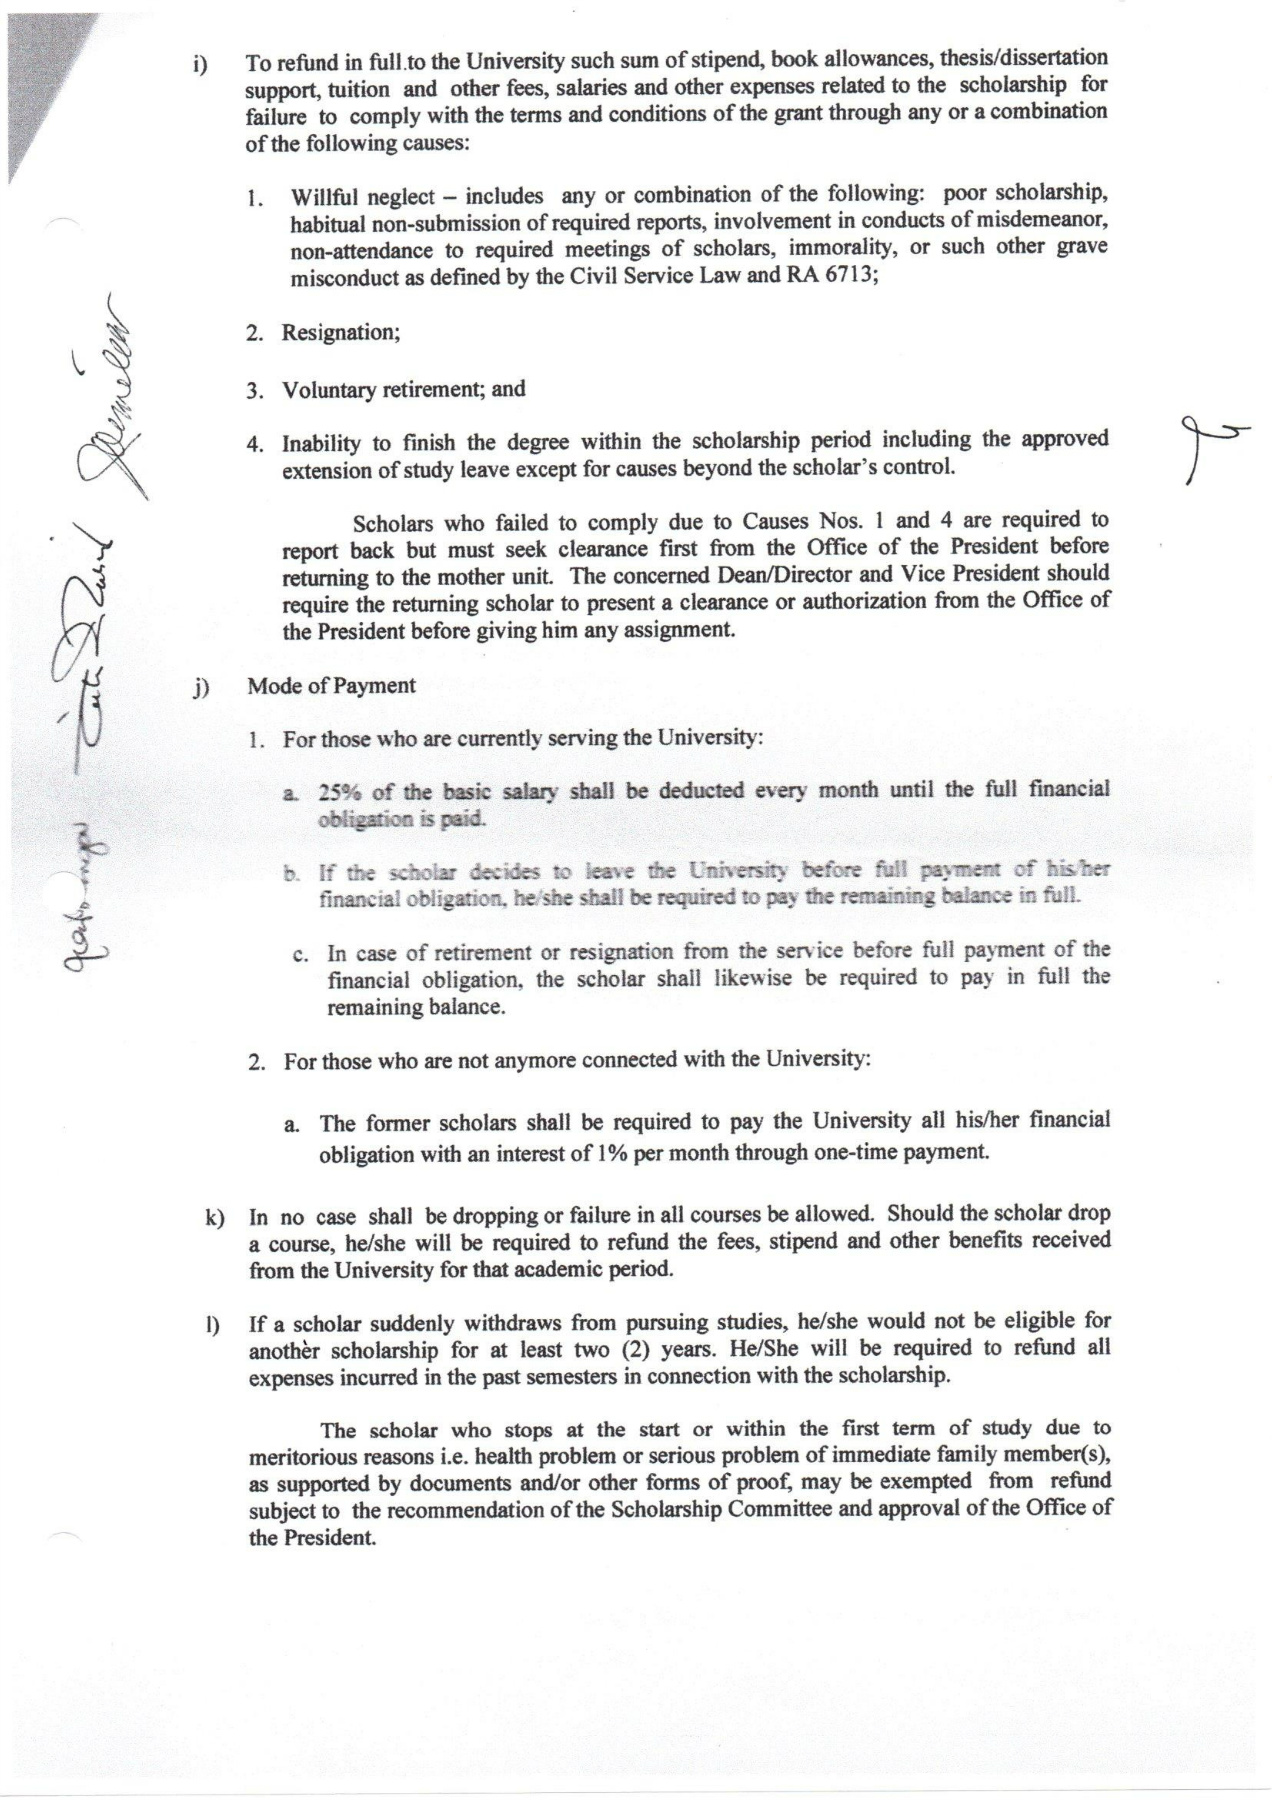 i) To refund in full.to the University such sum of stipend, book allowances, thesis/dissertation
support, tuition and other fees, salaries and other expenses related to the scholarship for
failure to comply with the terms and conditions of the grant through any or a combination
of the following causes:
1. Willful neglect – includes any or combination of the following: poor scholarship,
habitual non-submission of required reports, involvement in conducts of misdemeanor,
non-attendance to required meetings of scholars, immorality, or such other grave
misconduct as defined by the Civil Service Law and RA 6713;
2. Resignation;
3. Voluntary retirement; and
4. Inability to finish the degree within the scholarship period including the approved
extension of study leave except for causes beyond the scholar's control.
Scholars who failed to comply due to Causes Nos. 1 and 4 are required to
report back but must seek clearance first from the Office of the President before
returning to the mother unit. The concerned Dean/Director and Vice President should
require the returning scholar to present a clearance or authorization from the Office of
the President before giving him any assignment.
j) Mode of Payment
1. For those who are currently serving the University:
a. 25% of the basic salary shall be deducted every month until the full financial
obligation is paid.
b. If the scholar decides to leave the University before full payment of his/her
financial obligation, he/she shall be required to pay the remaining balance in full.
c. In case of retirement or resignation from the service before full payment of the
financial obligation, the scholar shall likewise be required to pay in full the
remaining balance.
2. For those who are not anymore connected with the University:
a. The former scholars shall be required to pay the University all his/her financial
obligation with an interest of 1% per month through one-time payment.
k) In no case shall be dropping or failure in all courses be allowed. Should the scholar drop
a course, he/she will be required to refund the fees, stipend and other benefits received
from the University for that academic period.
l) If a scholar suddenly withdraws from pursuing studies, he/she would not be eligible for
another scholarship for at least two (2) years. He/She will be required to refund all
expenses incurred in the past semesters in connection with the scholarship.
The scholar who stops at the start or within the first term of study due to
meritorious reasons i.e. health problem or serious problem of immediate family member(s),
as supported by documents and/or other forms of proof, may be exempted from refund
subject to the recommendation of the Scholarship Committee and approval of the Office of
the President.